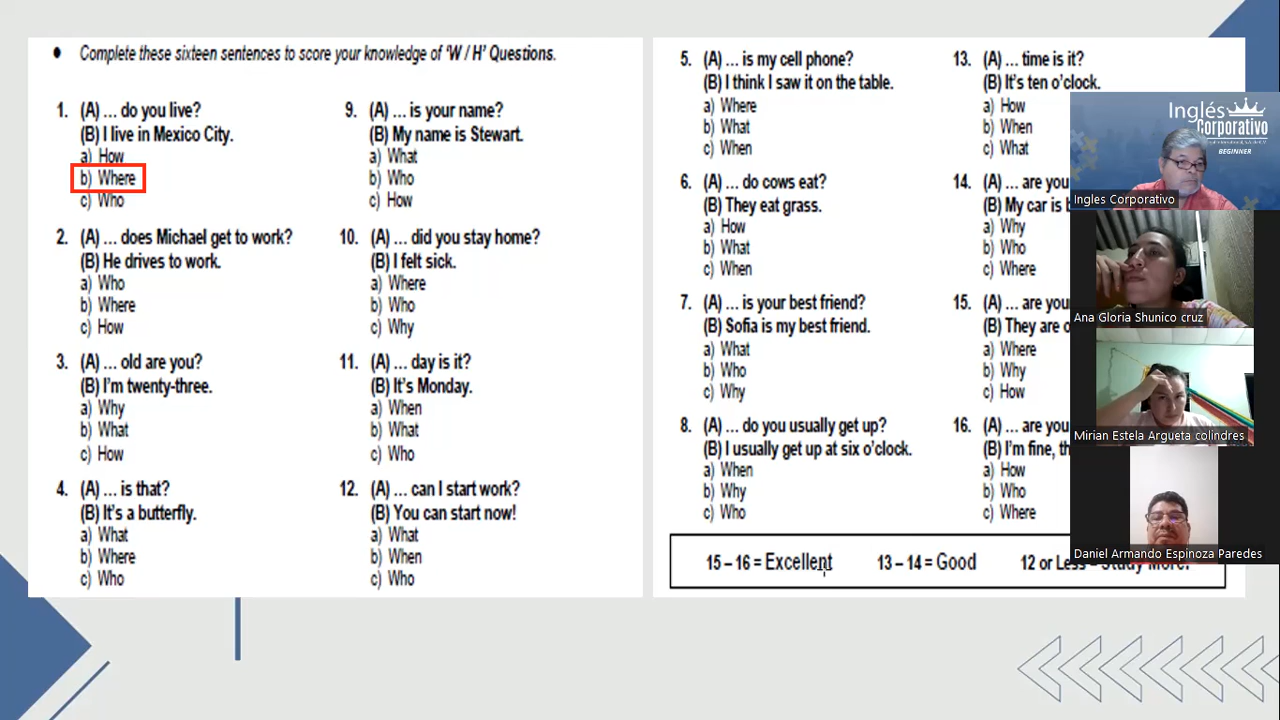 • Complete these sixteen sentences to score your knowledge of 'W / H' Questions.
1. (A) ... do you live?
(B) I live in Mexico City.
a) How
b) Where
c) Who
2. (A) ... does Michael get to work?
(B) He drives to work.
a) Who
b) Where
c) How
3. (A) ... old are you?
(B) I'm twenty-three.
a) Why
b) What
c) How
4. (A) ... is that?
(B) It's a butterfly.
a) What
b) Where
c) Who
9. (A) ... is your name?
(B) My name is Stewart.
a) What
b) Who
c) How
10. (A) ... did you stay home?
(B) I felt sick.
a) Where
b) Who
c) Why
11. (A) ... day is it?
(B) It's Monday.
a) When
b) What
c) Who
12. (A) ... can I start work?
(B) You can start now!
a) What
b) When
c) Who
5. (A) ... is my cell phone?
(B) I think I saw it on the table.
a) Where
b) What
c) When
6. (A) ... do cows eat?
(B) They eat grass.
a) How
b) What
c) When
7. (A) ... is your best friend?
(B) Sofia is my best friend.
a) What
b) Who
c) Why
8. (A) ... do you usually get up?
(B) I usually get up at six o'clock.
a) When
b) Why
c) Who
13. (A) ... time is it?
(B) It's ten o'clock.
a) How
b) When
c) What
14. (A) ... are you
(B) My car is
a) Why
b) Who
c) Where
15. (A) ... are you
(B) They are
a) Where
b) Why
c) How
16. (A) ... are you
(B) I'm fine,
a) How
b) Who
c) Where
15 – 16 = Excellent 13 – 14 = Good 12 or Less = Study More.
Inglés
Corporativo
BEGINNER
Ingles Corporativo
Ana Gloria Shunico cruz
Mirian Estela Argueta colindres
Daniel Armando Espinoza Paredes